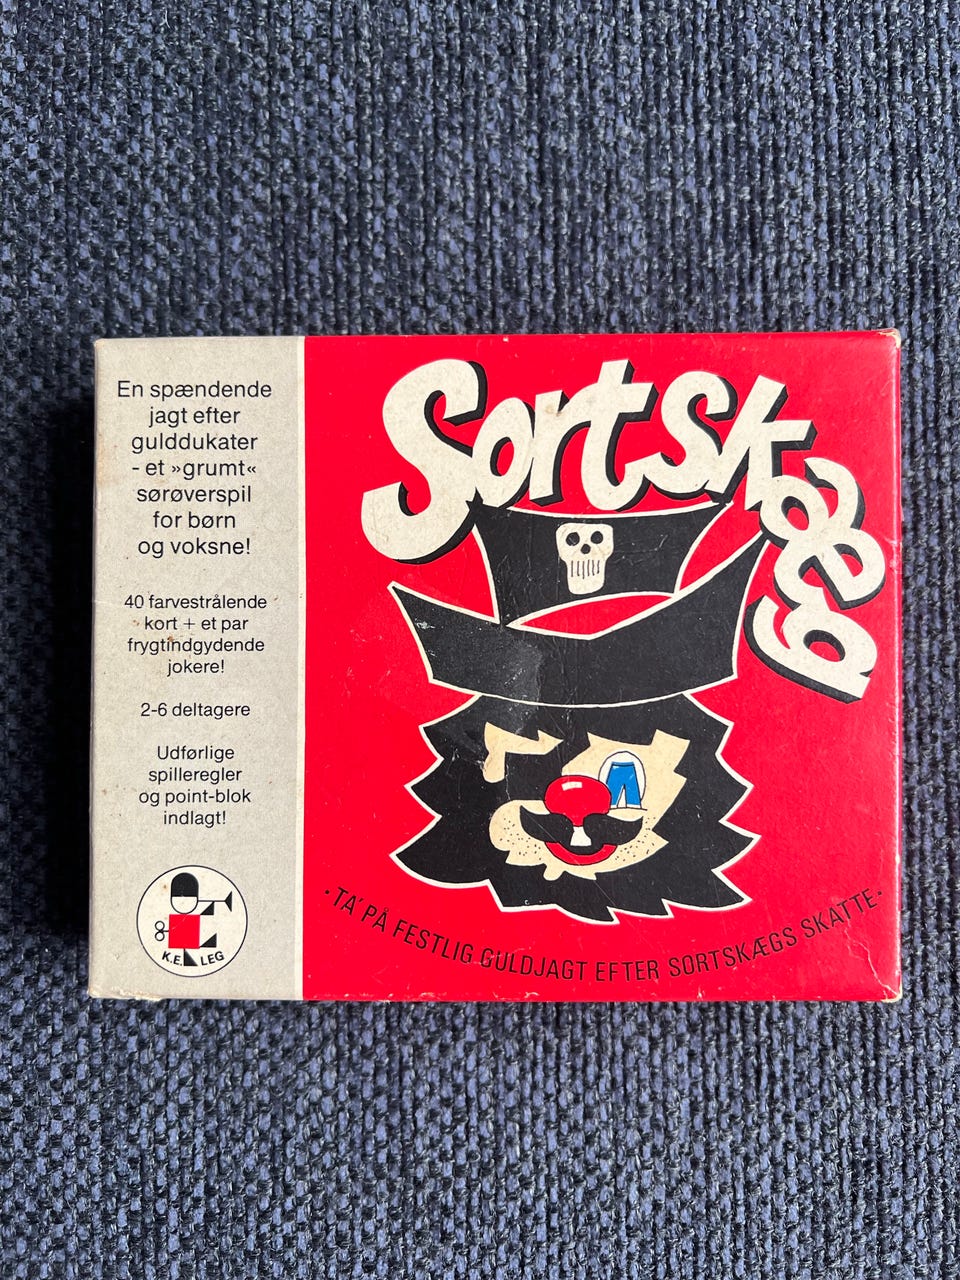 En spændende
jagt efter
gulddukater
- et »grumt«
sørøverspil
for børn
og voksne!
40 farvestrålende
kort + et par
frygtindgydende
jokere!
2-6 deltagere
Udførlige
spilleregler
og point-blok
indlagt!
K.E. LEG
Sortskæg
· TA' PÅ FESTLIG GULDJAGT EFTER SORTSKÆGS SKATTE ·